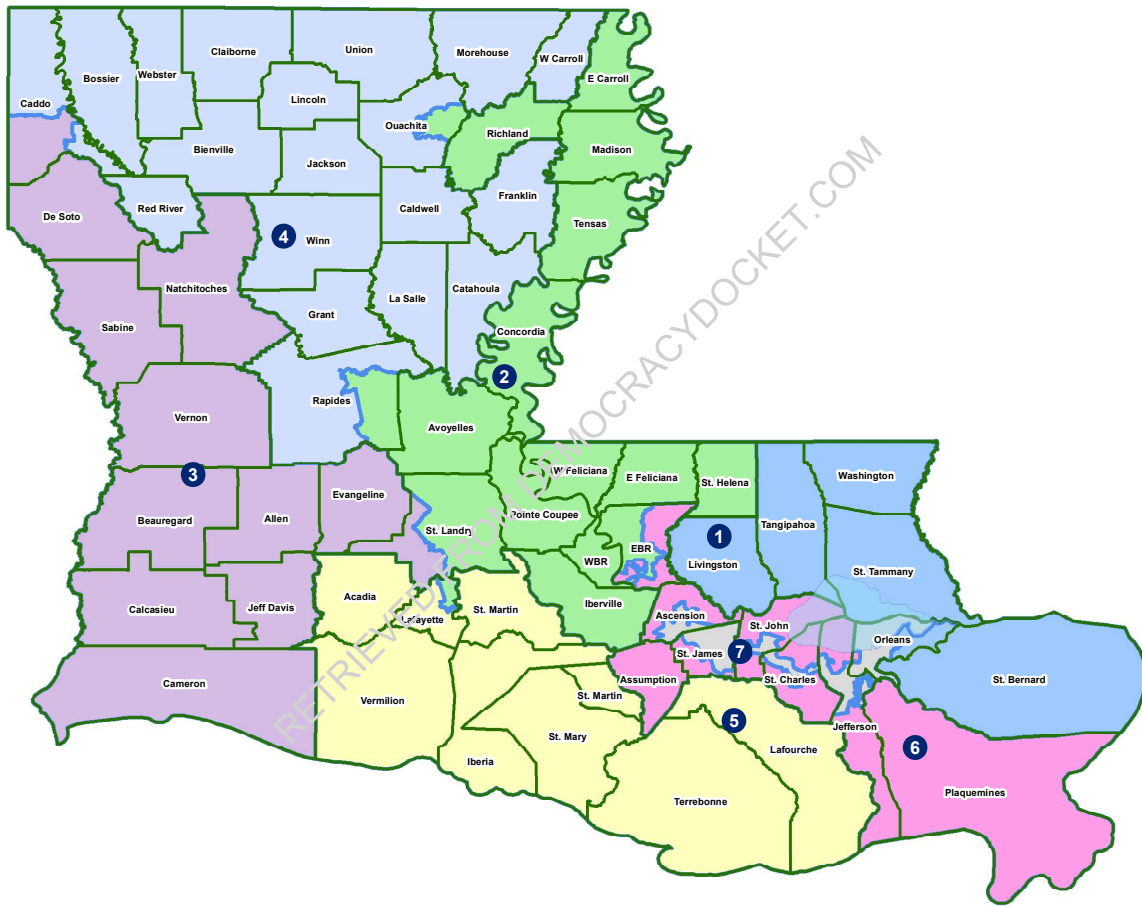 Claiborne
Union
Morehouse
W Carroll
Bossier
Webster
E Carroll
Caddo
Lincoln
Ouachita
Richland
Madison
Bienville
Jackson
Franklin
Caldwell
Red River
De Soto
Tensas
4
Winn
Natchitoches
La Salle
Catahoula
Grant
Sabine
Concordia
2
Rapides
Vernon
Avoyelles
3
W Feliciana
E Feliciana
St. Helena
Washington
Evangeline
Tangipahoa
Beauregard
Allen
Pointe Coupee
St. Landry
1
EBR
WBR
Livingston
St. Tammany
Acadia
Calcasieu
Jeff Davis
Iberville
St. Martin
Ascension
Lafayette
St. John
Orleans
7
St. James
Cameron
Assumption
St. Charles
St. Bernard
Vermilion
St. Martin
5
Jefferson
St. Mary
Lafourche
6
Iberia
Plaquemines
Terrebonne
RETRIEVED FROM DEMOCRACYDOCKET.COM